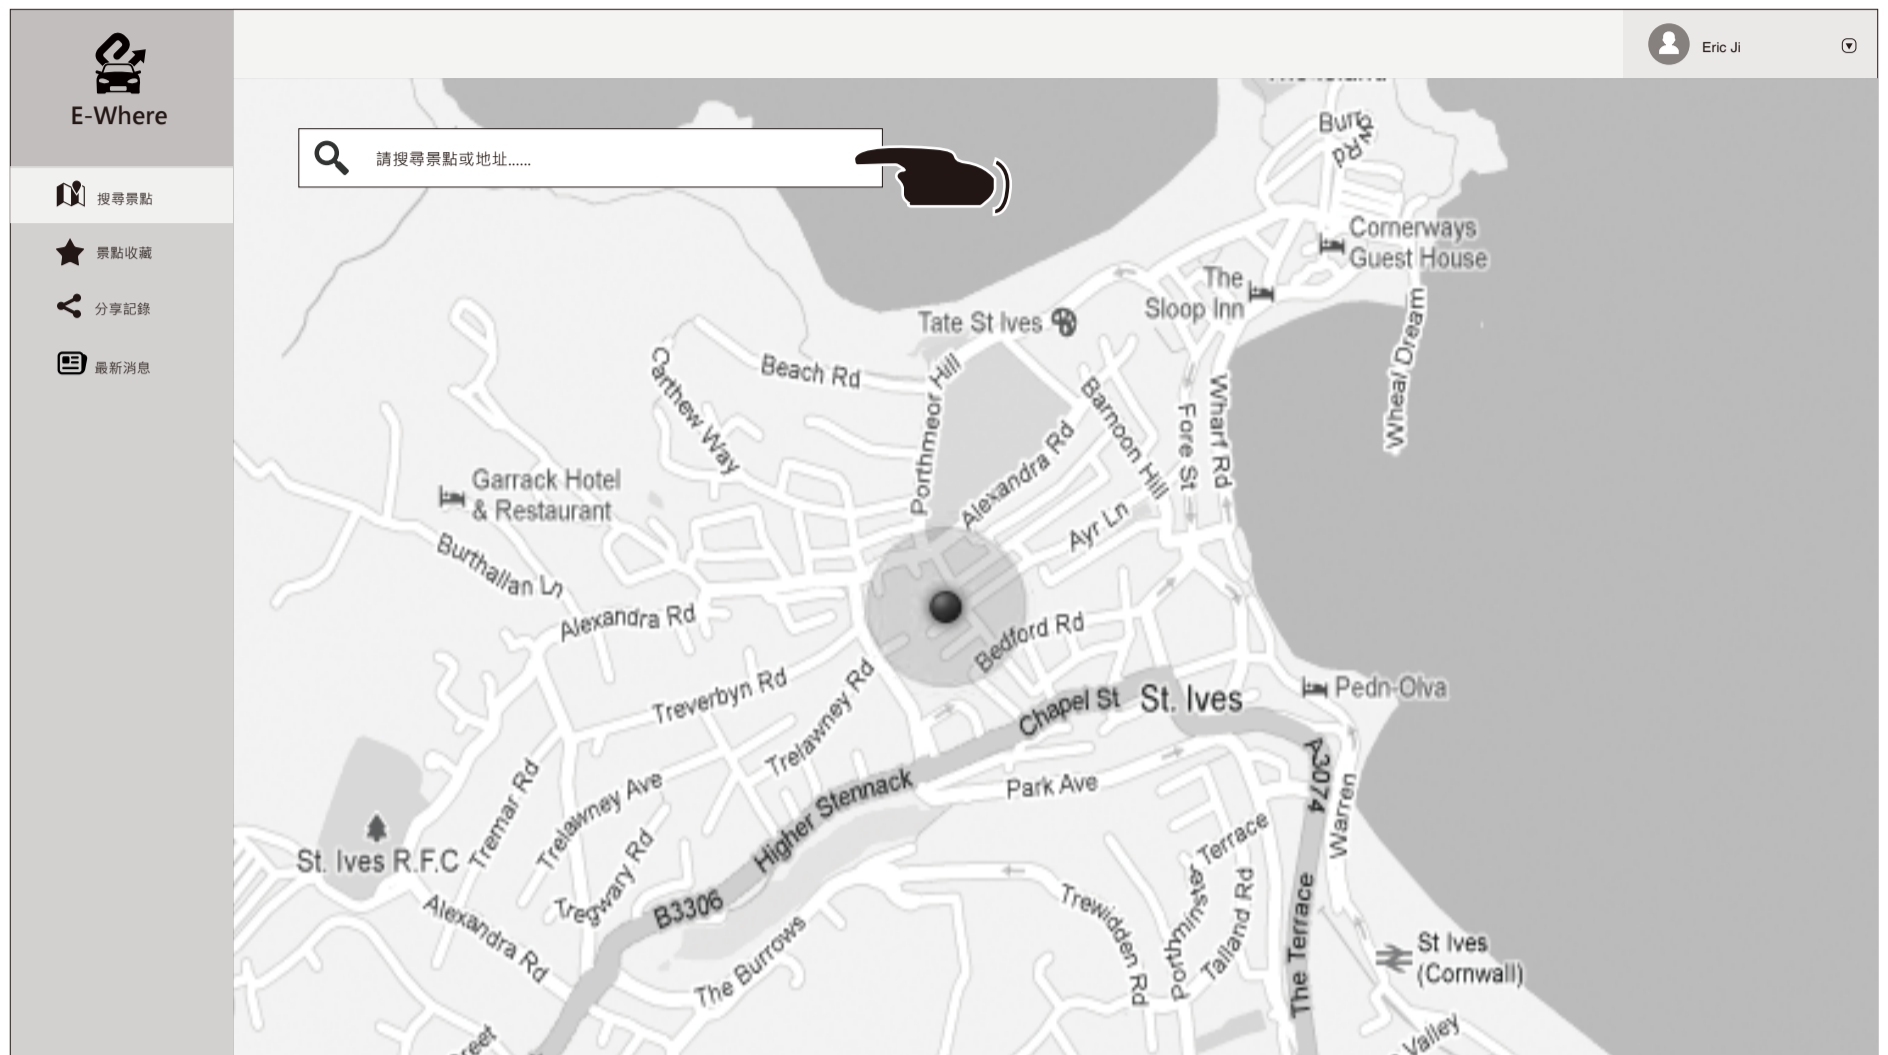 E-Where
Eric Ji
搜尋景點
景點收藏
分享記錄
最新消息
請搜尋景點或地址......
Burrow Rd
Cornerways
Guest House
The
Sloop Inn
Tate St Ives
Wheal Dream
Beach Rd
Carthew Way
Porthmeor Hill
Barnoon Hill
Fore St
Wharf Rd
Alexandra Rd
Garrack Hotel
& Restaurant
Ayr Ln
Burthallan Ln
Alexandra Rd
Bedford Rd
Treverbyn Rd
Trelawney Rd
Chapel St
St. Ives
Pedn-Olva
A3074
Warren
Park Ave
Higher Stennack
Tremar Rd
Trelawney Ave
Tregwary Rd
St. Ives R.F.C
B3306
Alexandra Rd
The Burrows
Trewidden Rd
Porthminster Terrace
Talland Rd
The Terrace
St Ives
(Cornwall)
Valley